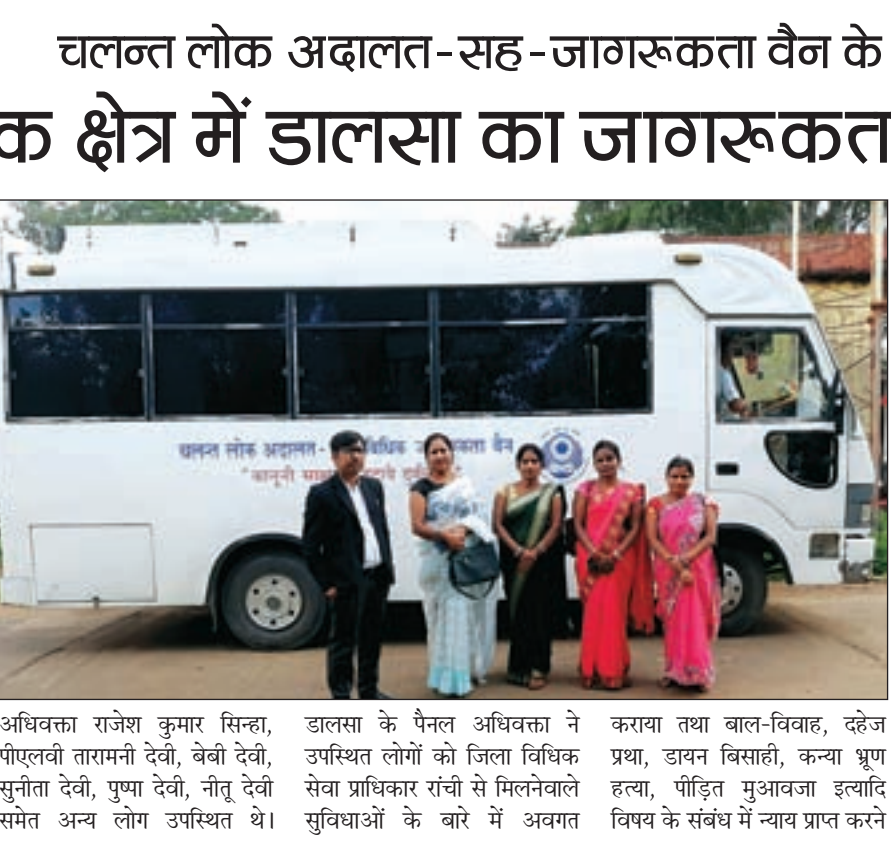 चलन्त लोक अदालत-सह-जागरूकता वैन के
क क्षेत्र में डालसा का जागरूकत
चलन्त लोक अदालत- विधिक वैन
"कानूनी
अधिवक्ता राजेश कुमार सिन्हा,
पीएलवी तारामनी देवी, बेबी देवी,
सुनीता देवी, पुष्पा देवी, नीतू देवी
समेत अन्य लोग उपस्थित थे।
डालसा के पैनल अधिवक्ता ने
उपस्थित लोगों को जिला विधिक
सेवा प्राधिकार रांची से मिलनेवाले
सुविधाओं के बारे में अवगत
कराया तथा बाल-विवाह, दहेज
प्रथा, डायन बिसाही, कन्या भ्रूण
हत्या, पीड़ित मुआवजा इत्यादि
विषय के संबंध में न्याय प्राप्त करने